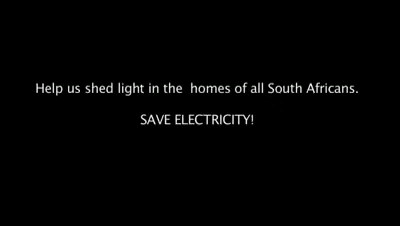 Help us shed light in the  homes of all South Africans.
SAVE ELECTRICITY!